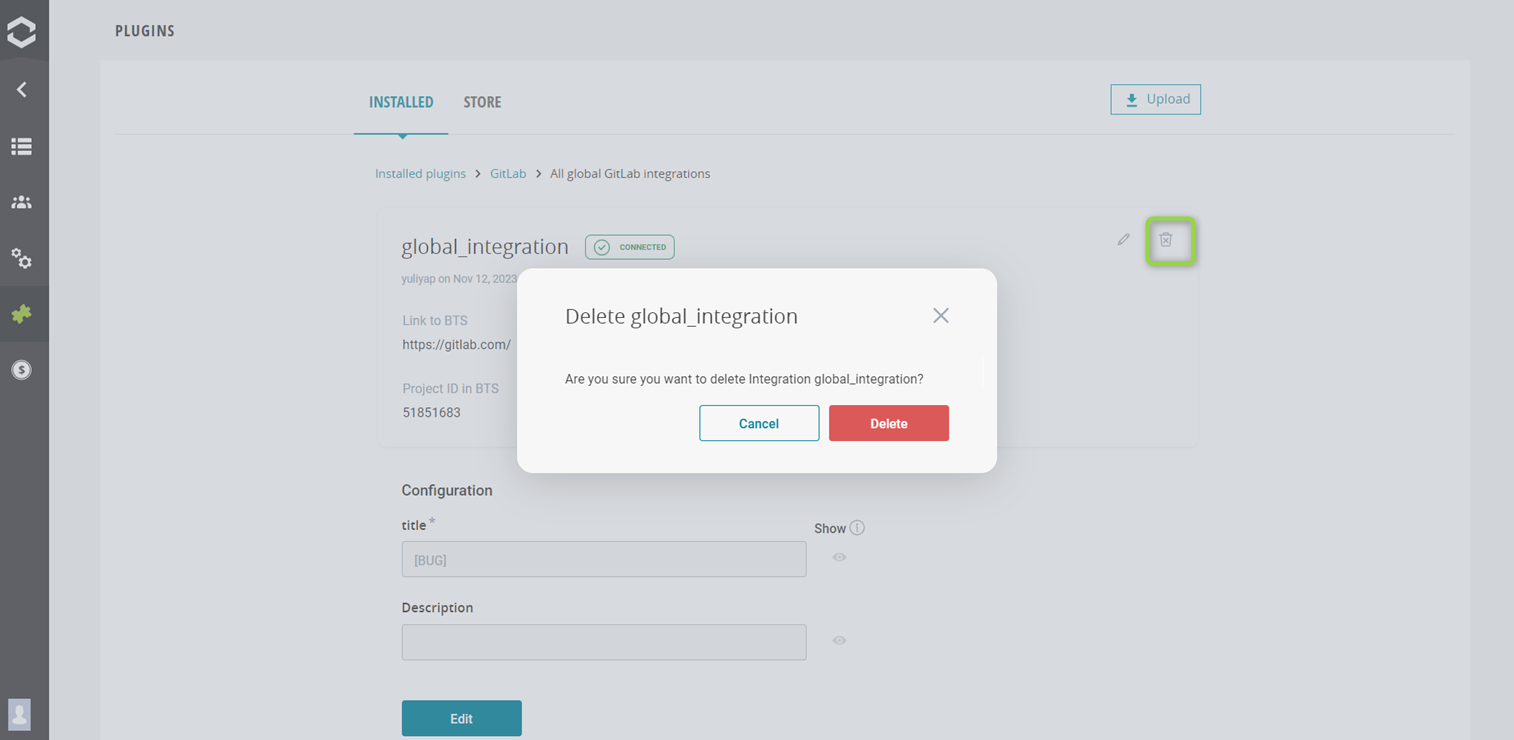 PLUGINS
INSTALLED
STORE
Upload
Installed plugins > GitLab > All global GitLab integrations
global_integration
CONNECTED
yuliyap on Nov 12, 2023
Link to BTS
https://gitlab.com/
Project ID in BTS
51851683
Delete global_integration
Are you sure you want to delete Integration global_integration?
Cancel
Delete
Configuration
title *
Show
[BUG]
Description
Edit